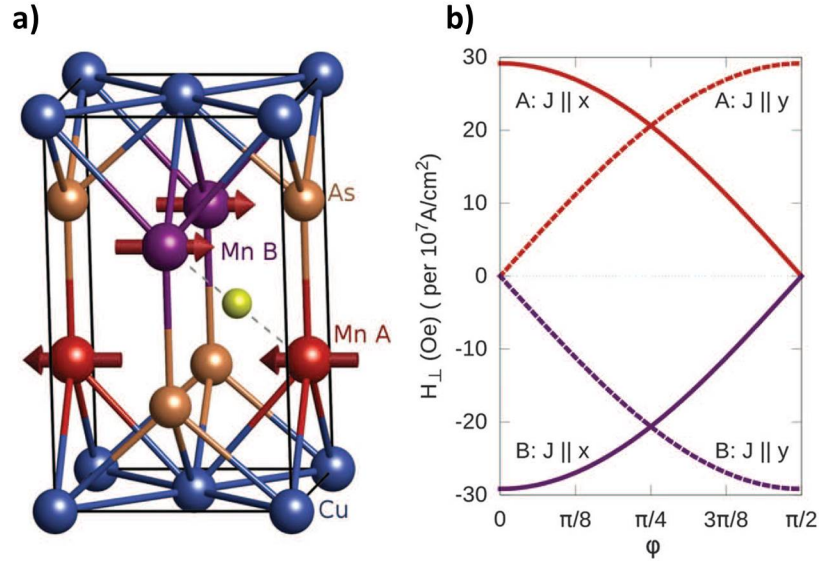 a)
As
Mn B
Mn A
Cu
b)
H⊥ (Oe) ( per 10⁷A/cm²)
30
20
10
0
-10
-20
-30
A: J || x
A: J || y
B: J || x
B: J || y
0
π/8
π/4
3π/8
π/2
φ